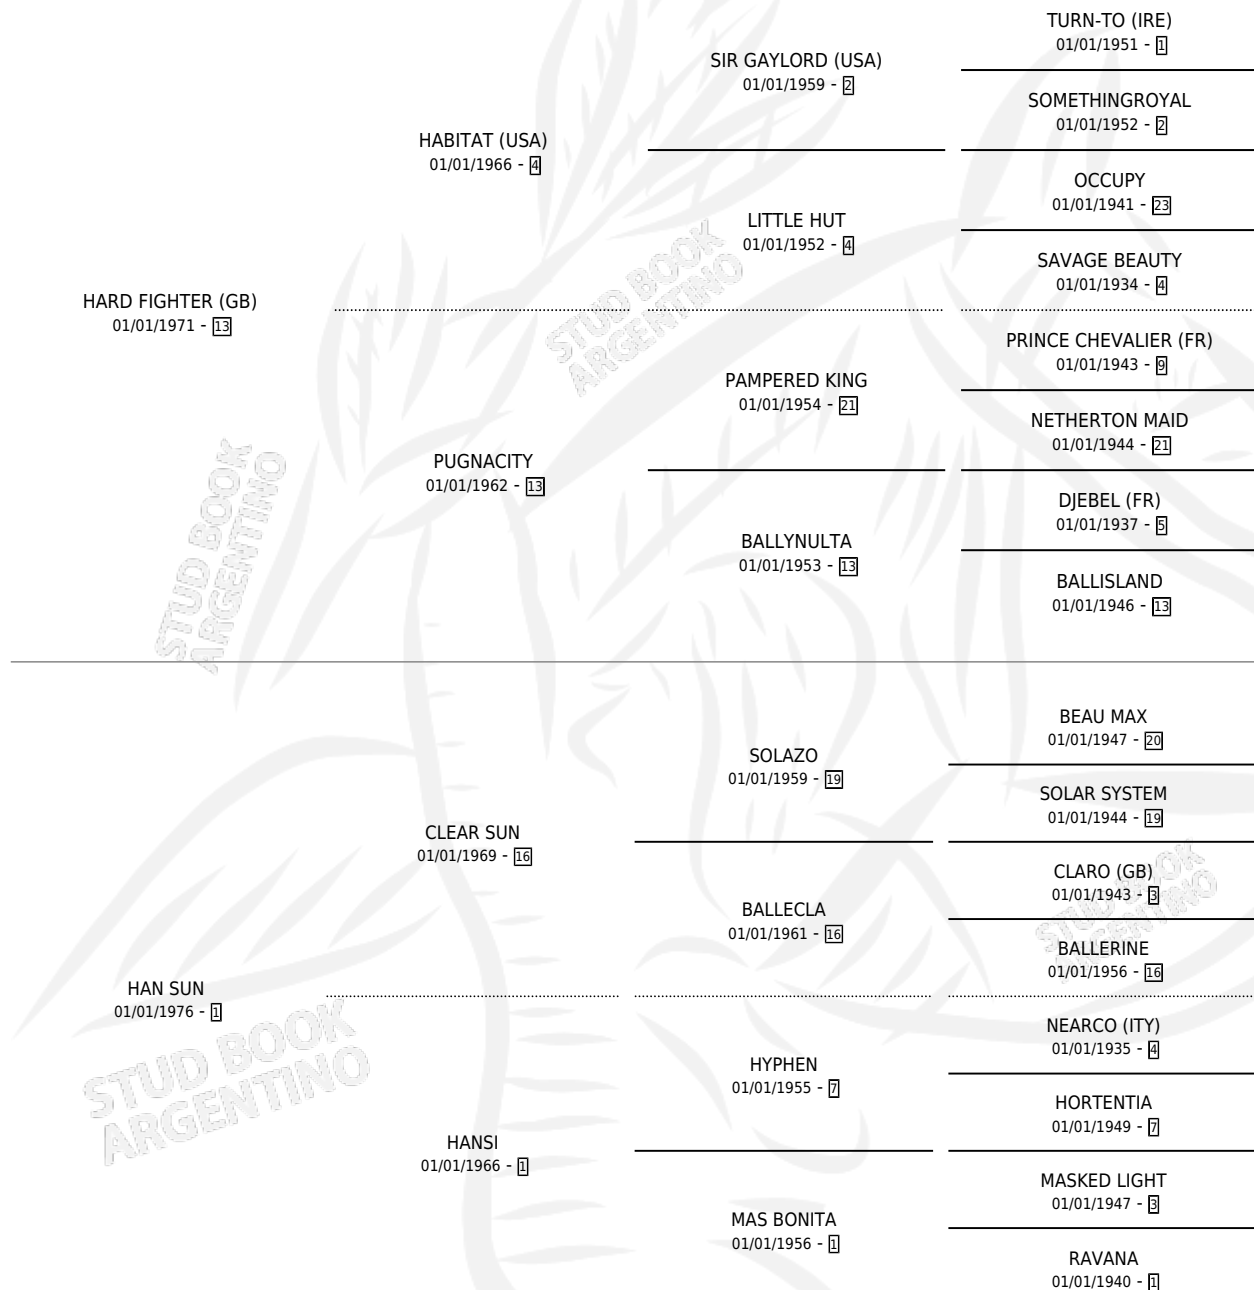 TURN-TO (IRE)
01/01/1951 - 1
SIR GAYLORD (USA)
01/01/1959 - 2
SOMETHINGROYAL
01/01/1952 - 2
HABITAT (USA)
01/01/1966 - 4
OCCUPY
01/01/1941 - 23
LITTLE HUT
01/01/1952 - 4
SAVAGE BEAUTY
01/01/1934 - 4
HARD FIGHTER (GB)
01/01/1971 - 13
PRINCE CHEVALIER (FR)
01/01/1943 - 9
PAMPERED KING
01/01/1954 - 21
NETHERTON MAID
01/01/1944 - 21
PUGNACITY
01/01/1962 - 13
DJEBEL (FR)
01/01/1937 - 5
BALLYNULTA
01/01/1953 - 13
BALLISLAND
01/01/1946 - 13
BEAU MAX
01/01/1947 - 20
SOLAZO
01/01/1959 - 19
SOLAR SYSTEM
01/01/1944 - 19
CLEAR SUN
01/01/1969 - 16
CLARO (GB)
01/01/1943 - 3
BALLECLA
01/01/1961 - 16
BALLERINE
01/01/1956 - 16
HAN SUN
01/01/1976 - 1
NEARCO (ITY)
01/01/1935 - 4
HYPHEN
01/01/1955 - 7
HORTENTIA
01/01/1949 - 7
HANSI
01/01/1966 - 1
MASKED LIGHT
01/01/1947 - 3
MAS BONITA
01/01/1956 - 1
RAVANA
01/01/1940 - 1
STUD BOOK
ARGENTINO
STUD BOOK
ARGENTINO
STUD BOOK
ARGENTINO
STUD BOOK
ARGENTINO